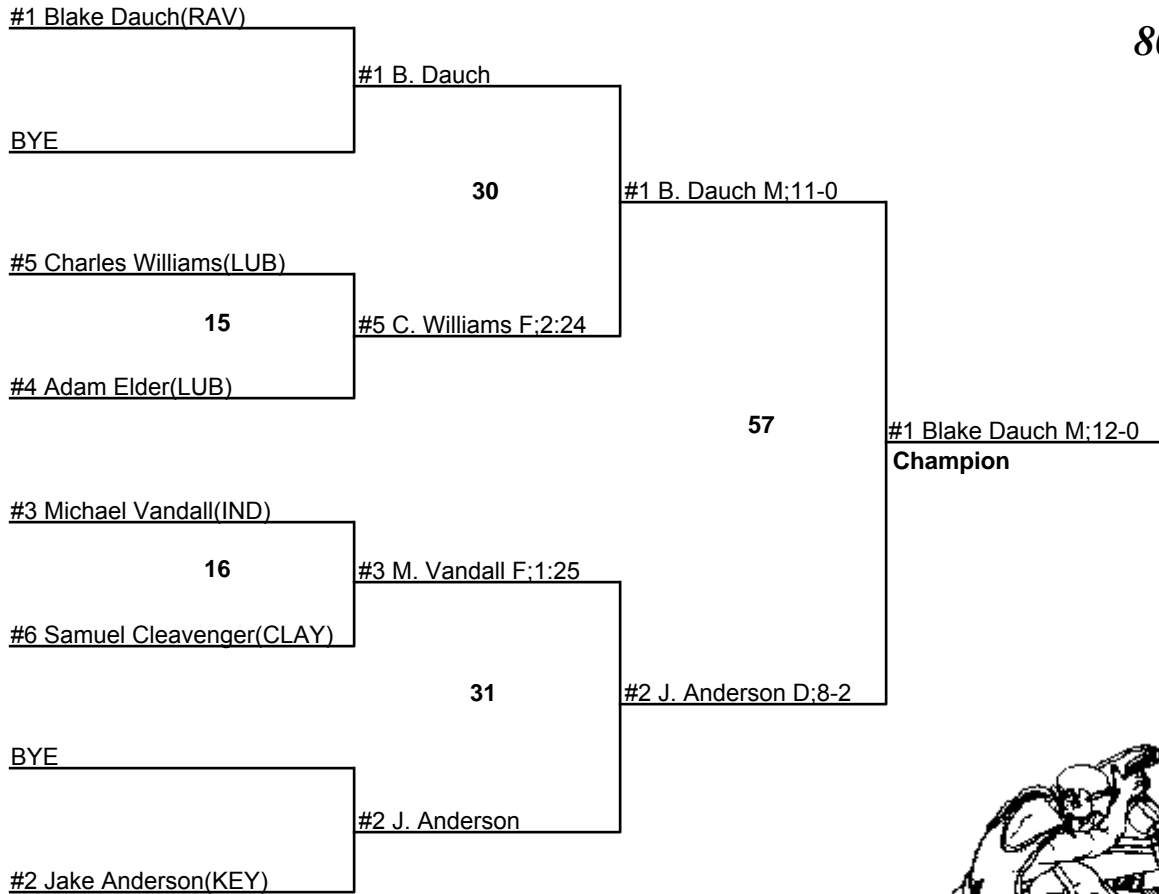 #1 Blake Dauch(RAV)
#1 B. Dauch
BYE
30
#1 B. Dauch M;11-0
#5 Charles Williams(LUB)
15
#5 C. Williams F;2:24
#4 Adam Elder(LUB)
57
#1 Blake Dauch M;12-0
Champion
#3 Michael Vandall(IND)
16
#3 M. Vandall F;1:25
#6 Samuel Cleavenger(CLAY)
31
#2 J. Anderson D;8-2
BYE
#2 J. Anderson
#2 Jake Anderson(KEY)